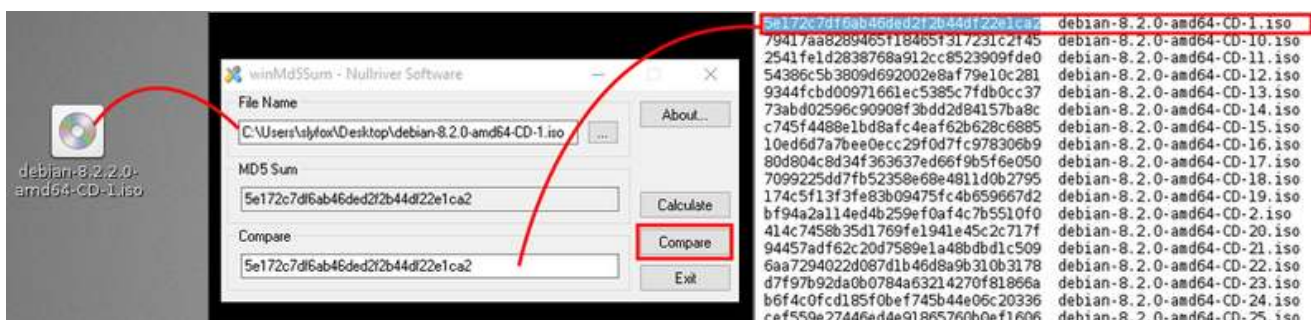 debian-8.2.2.0-
amd64-CD-1.iso
winMd5Sum - Nullriver Software
File Name
C:\Users\slyfox\Desktop\debian-8.2.0-amd64-CD-1.iso
...
About...
MD5 Sum
5e172c7df6ab46ded2f2b44df22e1ca2
Calculate
Compare
Compare
5e172c7df6ab46ded2f2b44df22e1ca2
Exit
5e172c7df6ab46ded2f2b44df22e1ca2 debian-8.2.0-amd64-CD-1.iso
79417aa8289465f18465f317231c2f45 debian-8.2.0-amd64-CD-10.iso
2541fe1d2838768a912cc8523909fde0 debian-8.2.0-amd64-CD-11.iso
54386c5b3809d692002e8af79e10c281 debian-8.2.0-amd64-CD-12.iso
9344fcbd00971661ec5385c7fdb0cc37 debian-8.2.0-amd64-CD-13.iso
73abd02596c90908f3bdd2d84157ba8c debian-8.2.0-amd64-CD-14.iso
c745f4488e1bd8afc4eaf62b628c6885 debian-8.2.0-amd64-CD-15.iso
10ed6d7a7bee0ecc29f0d7fc978306b9 debian-8.2.0-amd64-CD-16.iso
80d804c8d34f363637ed66f9b5f6e050 debian-8.2.0-amd64-CD-17.iso
7099225dd7fb52358e68e4811d0b2795 debian-8.2.0-amd64-CD-18.iso
174c5f13f3fe83b09475fc4b659667d2 debian-8.2.0-amd64-CD-19.iso
bf94a2a114ed4b259ef0af4c7b5510f0 debian-8.2.0-amd64-CD-2.iso
414c7458b35d1769fe1941e45c2c717f debian-8.2.0-amd64-CD-20.iso
94457adf62c20d7589e1a48bdbd1c509 debian-8.2.0-amd64-CD-21.iso
6aa7294022d087d1b46d8a9b310b3178 debian-8.2.0-amd64-CD-22.iso
d7f97b92da0b0784a63214270f81866a debian-8.2.0-amd64-CD-23.iso
b6f4c0fcd185f0bef745b44e06c20336 debian-8.2.0-amd64-CD-24.iso
cef559e27446ed4e91865760b0ef1606 debian-8.2.0-amd64-CD-25.iso